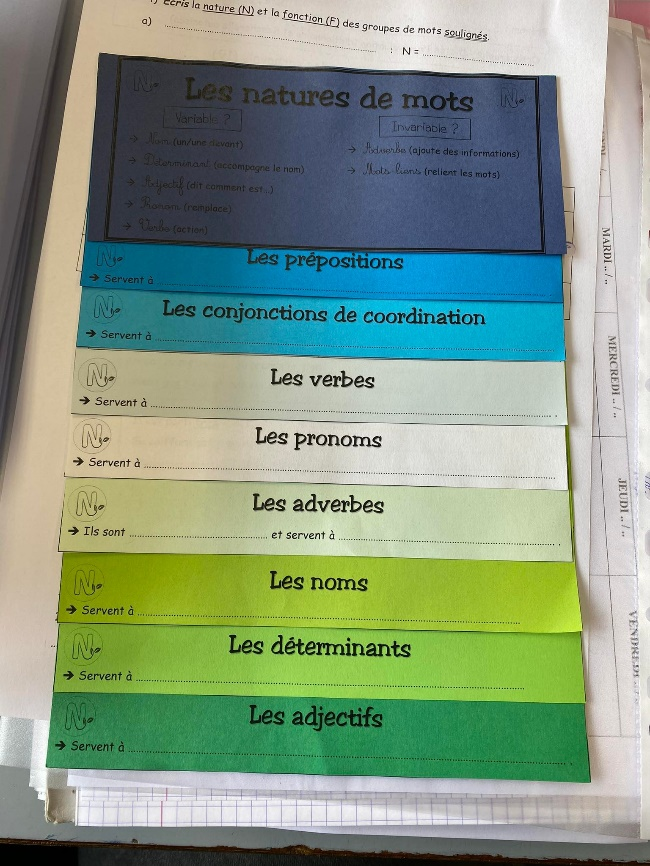 Écris la nature (N) et la fonction (F) des groupes de mots soulignés.
a) : N =
Les natures de mots
Variable ?
Invariable ?
→ Nom (un/une devant)
→ Déterminant (accompagne le nom)
→ Adjectif (dit comment est...)
→ Pronom (remplace)
→ Verbe (action)
→ Adverbe (ajoute des informations)
→ Mots-liens (relient les mots)
Les prépositions
→ Servent à
Les conjonctions de coordination
→ Servent à
Les verbes
→ Servent à
Les pronoms
→ Servent à
Les adverbes
→ Ils sont et servent à
Les noms
→ Servent à
Les déterminants
→ Servent à
Les adjectifs
→ Servent à
MARDI .. / ..
MERCREDI .. / ..
JEUDI .. / ..
VENDREDI .. / ..